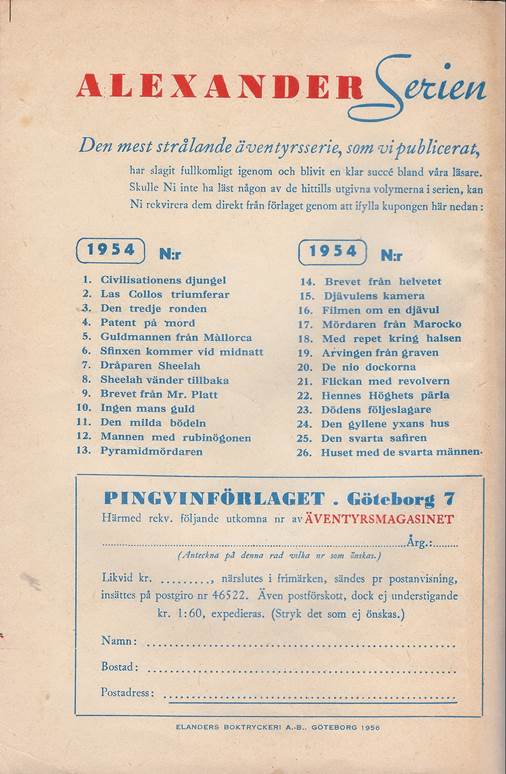 ALEXANDER Serien
Den mest strålande äventyrsserie, som vi publicerat,
har slagit fullkomligt igenom och blivit en klar succé bland våra läsare.
Skulle Ni inte ha läst någon av de hittills utgivna volymerna i serien, kan
Ni rekvirera dem direkt från förlaget genom att ifylla kupongen här nedan:
1954 N:r
1. Civilisationens djungel
2. Las Collos triumferar
3. Den tredje ronden
4. Patent på mord
5. Guldmannen från Mallorca
6. Sfinxen kommer vid midnatt
7. Dråparen Sheelah
8. Sheelah vänder tillbaka
9. Brevet från Mr. Platt
10. Ingen mans guld
11. Den milda bödeln
12. Mannen med rubinögonen
13. Pyramidmördaren
1954 N:r
14. Brevet från helvetet
15. Djävulens kamera
16. Filmen om en djävul
17. Mördaren från Marocko
18. Med repet kring halsen
19. Arvingen från graven
20. De nio dockorna
21. Flickan med revolvern
22. Hennes Höghets pärla
23. Dödens följeslagare
24. Den gyllene yxans hus
25. Den svarta safiren
26. Huset med de svarta männen.
PINGVINFÖRLAGET . Göteborg 7
Härmed rekv. följande utkomna nr av ÄVENTYRSMAGASINET
Årg.:
(Anteckna på denna rad vilka nr som önskas.)
Likvid kr. ........., närslutes i frimärken, sändes pr postanvisning,
insättes på postgiro nr 46522. Även postförskott, dock ej understigande
kr. 1:60, expedieras. (Stryk det som ej önskas.)
Namn:
Bostad:
Postadress:
ELANDERS BOKTRYCKERI A.-B., GÖTEBORG 1956